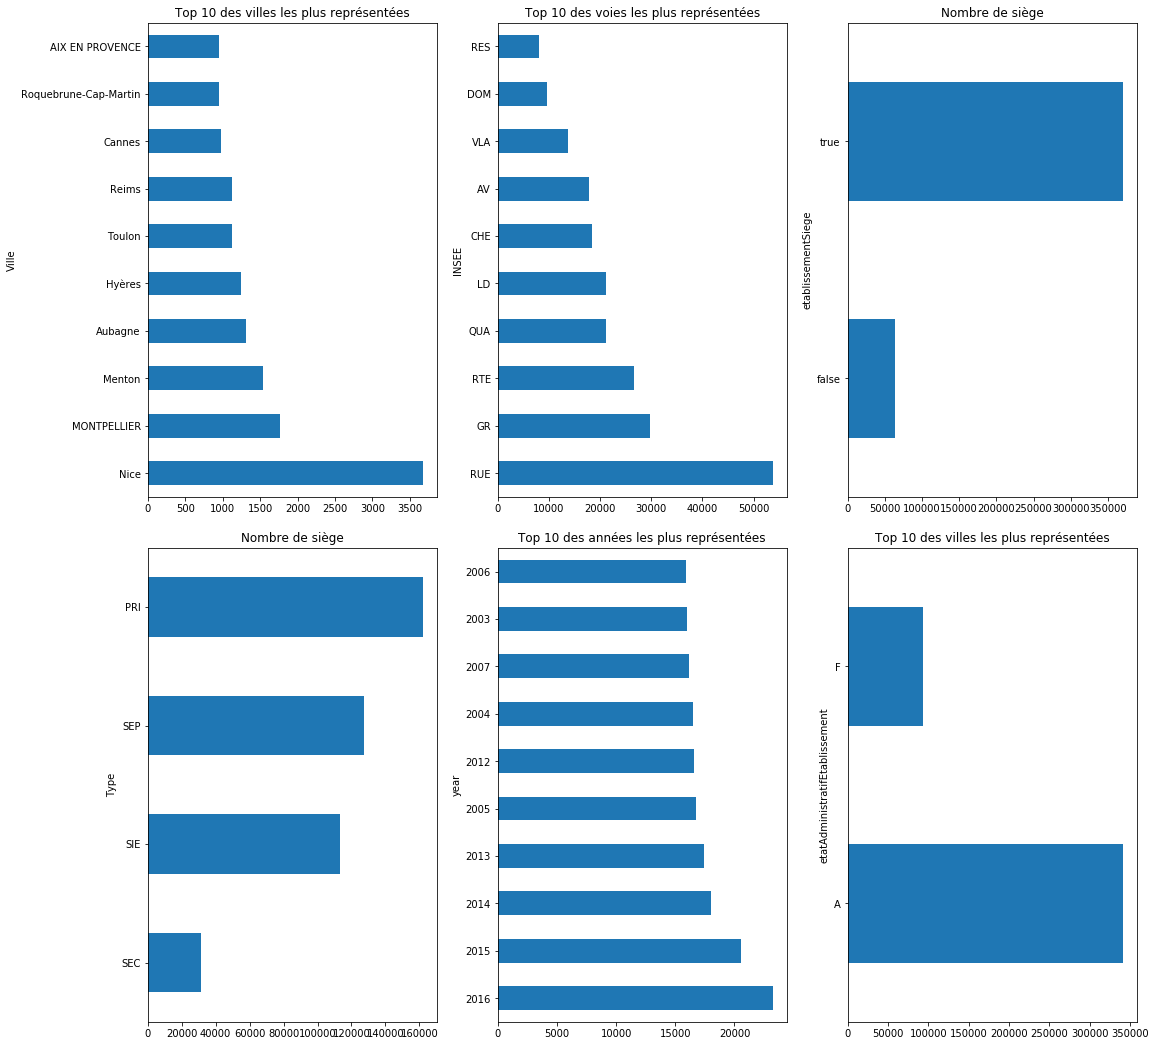 Top 10 des villes les plus représentées
AIX EN PROVENCE
Roquebrune-Cap-Martin
Cannes
Reims
Toulon
Hyères
Aubagne
Menton
MONTPELLIER
Nice
Ville
0 500 1000 1500 2000 2500 3000 3500
Top 10 des voies les plus représentées
RES
DOM
VLA
AV
CHE
LD
QUA
RTE
GR
RUE
INSEE
0 10000 20000 30000 40000 50000
Nombre de siège
true
false
etablissementSiege
0 50000 100000 150000 200000 250000 300000 350000
Nombre de siège
PRI
SEP
SIE
SEC
Type
0 20000 40000 60000 80000 100000 120000 140000 160000
Top 10 des années les plus représentées
2006
2003
2007
2004
2012
2005
2013
2014
2015
2016
year
0 5000 10000 15000 20000
Top 10 des villes les plus représentées
F
A
etatAdministratifEtablissement
0 50000 100000 150000 200000 250000 300000 350000